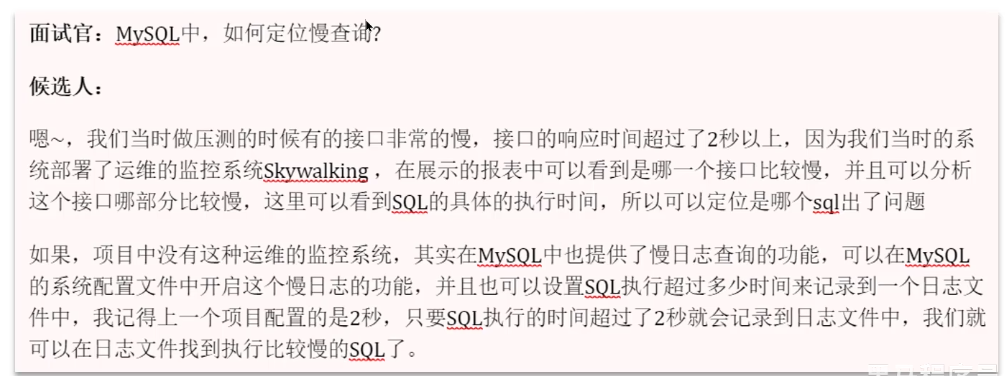 面试官：MySQL中，如何定位慢查询?
候选人：
嗯~，我们当时做压测的时候有的接口非常的慢，接口的响应时间超过了2秒以上，因为我们当时的系
统部署了运维的监控系统Skywalking ，在展示的报表中可以看到是哪一个接口比较慢，并且可以分析
这个接口哪部分比较慢，这里可以看到SQL的具体的执行时间，所以可以定位是哪个sql出了问题
如果，项目中没有这种运维的监控系统，其实在MySQL中也提供了慢日志查询的功能，可以在MySQL
的系统配置文件中开启这个慢日志的功能，并且也可以设置SQL执行超过多少时间来记录到一个日志文
件中，我记得上一个项目配置的是2秒，只要SQL执行的时间超过了2秒就会记录到日志文件中，我们就
可以在日志文件找到执行比较慢的SQL了。